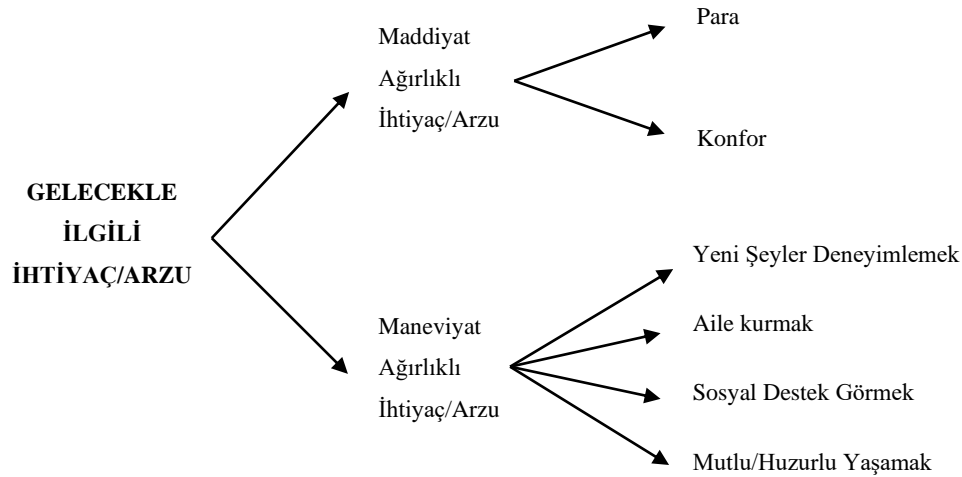 GELECEKLE
İLGİLİ
İHTİYAÇ/ARZU
Maddiyat
Ağırlıklı
İhtiyaç/Arzu
Para
Konfor
Maneviyat
Ağırlıklı
İhtiyaç/Arzu
Yeni Şeyler Deneyimlemek
Aile kurmak
Sosyal Destek Görmek
Mutlu/Huzurlu Yaşamak